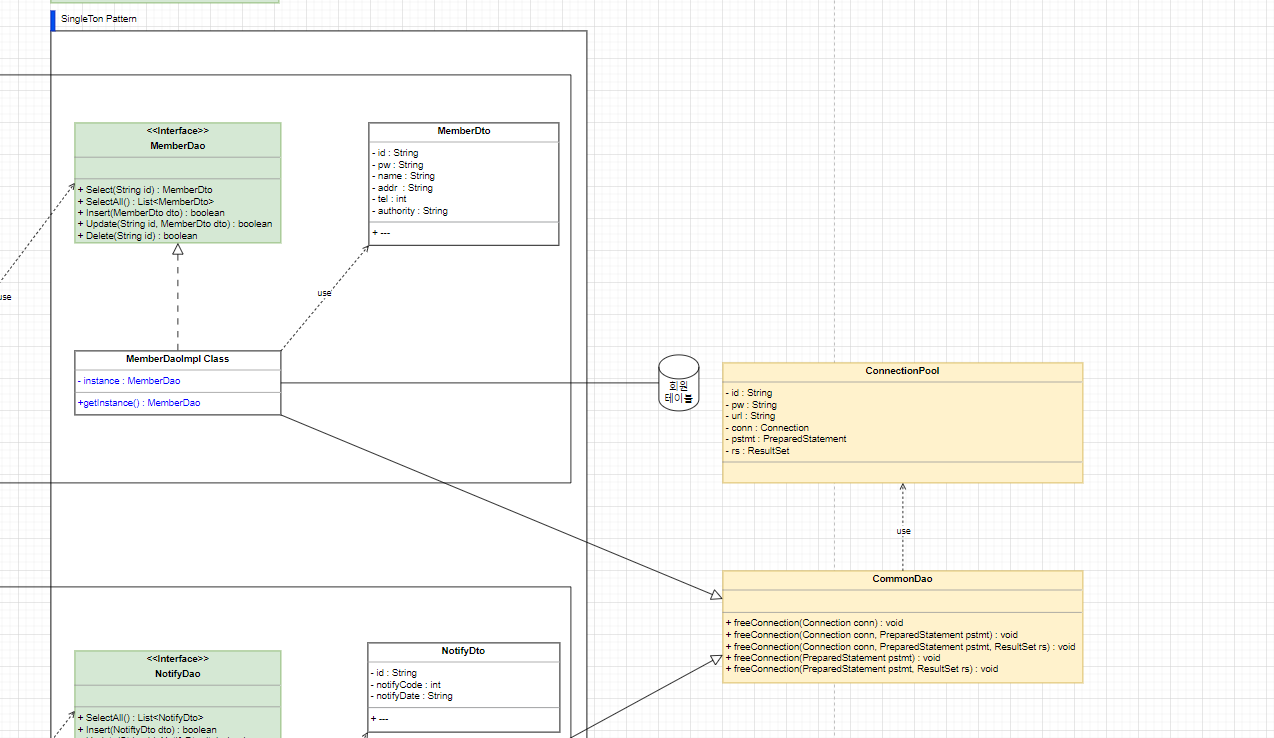 SingleTon Pattern
<<Interface>>
MemberDao
+ Select(String id) : MemberDto
+ SelectAll() : List<MemberDto>
+ Insert(MemberDto dto) : boolean
+ Update(String id, MemberDto dto) : boolean
+ Delete(String id) : boolean
MemberDto
- id : String
- pw : String
- name : String
- addr : String
- tel : int
- authority : String
+ ---
use
use
MemberDaoImpl Class
- instance : MemberDao
+getInstance() : MemberDao
회원
테이블
ConnectionPool
- id : String
- pw : String
- url : String
- conn : Connection
- pstmt : PreparedStatement
- rs : ResultSet
use
CommonDao
+ freeConnection(Connection conn) : void
+ freeConnection(Connection conn, PreparedStatement pstmt) : void
+ freeConnection(Connection conn, PreparedStatement pstmt, ResultSet rs) : void
+ freeConnection(PreparedStatement pstmt) : void
+ freeConnection(PreparedStatement pstmt, ResultSet rs) : void
<<Interface>>
NotifyDao
+ SelectAll() : List<NotifyDto>
+ Insert(NotiftyDto dto) : boolean
NotifyDto
- id : String
- notifyCode : int
- notifyDate : String
+ ---